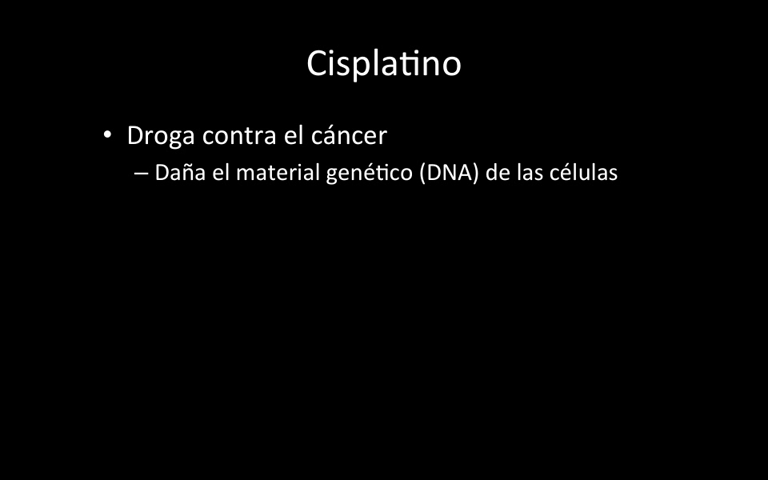 Cisplatino
• Droga contra el cáncer
– Daña el material genético (DNA) de las células